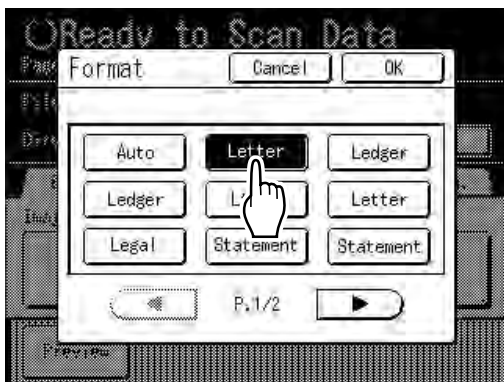 Ready to Scan Data
Format Cancel OK
Auto Letter Ledger
Ledger Letter
Legal Statement Statement
P.1/2
Preview